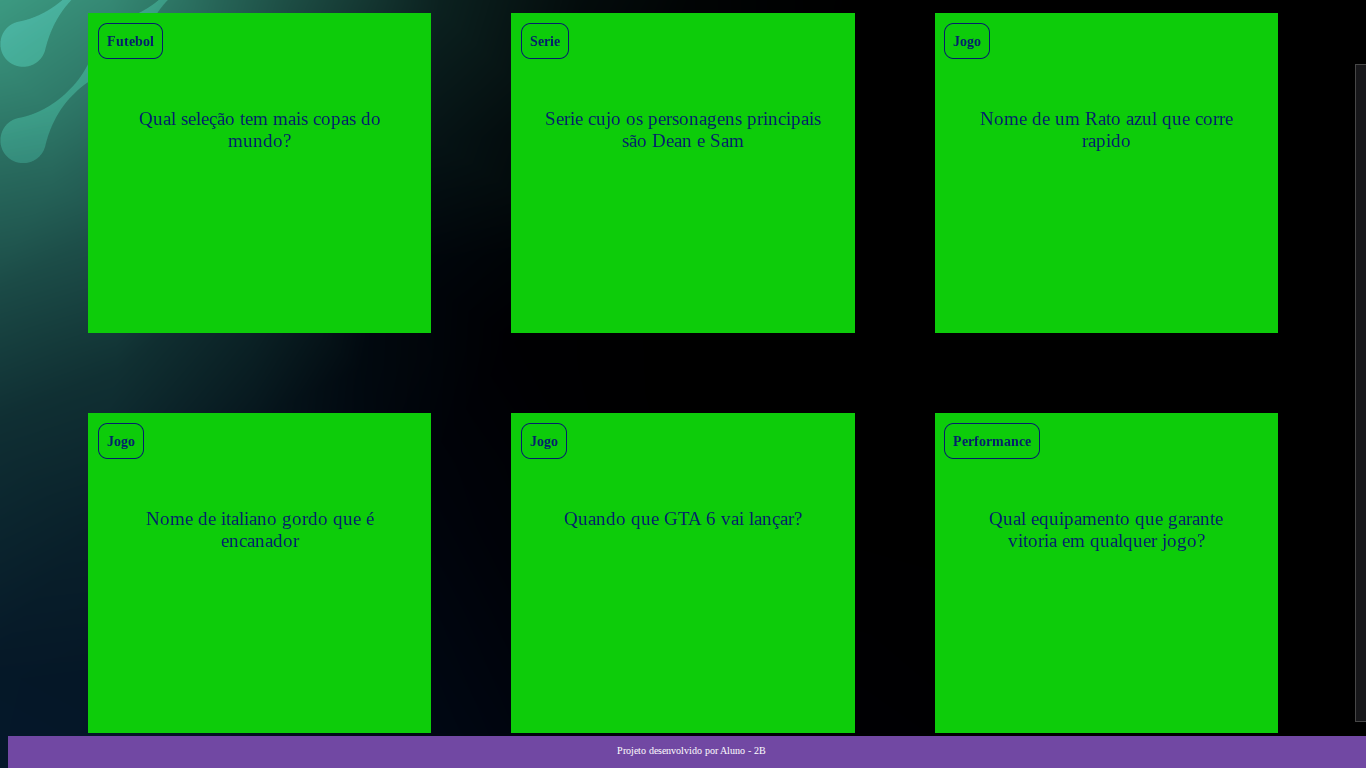 Futebol
Qual seleção tem mais copas do
mundo?
Serie
Serie cujo os personagens principais
são Dean e Sam
Jogo
Nome de um Rato azul que corre
rapido
Jogo
Nome de italiano gordo que é
encanador
Jogo
Quando que GTA 6 vai lançar?
Performance
Qual equipamento que garante
vitoria em qualquer jogo?
Projeto desenvolvido por Aluno - 2B